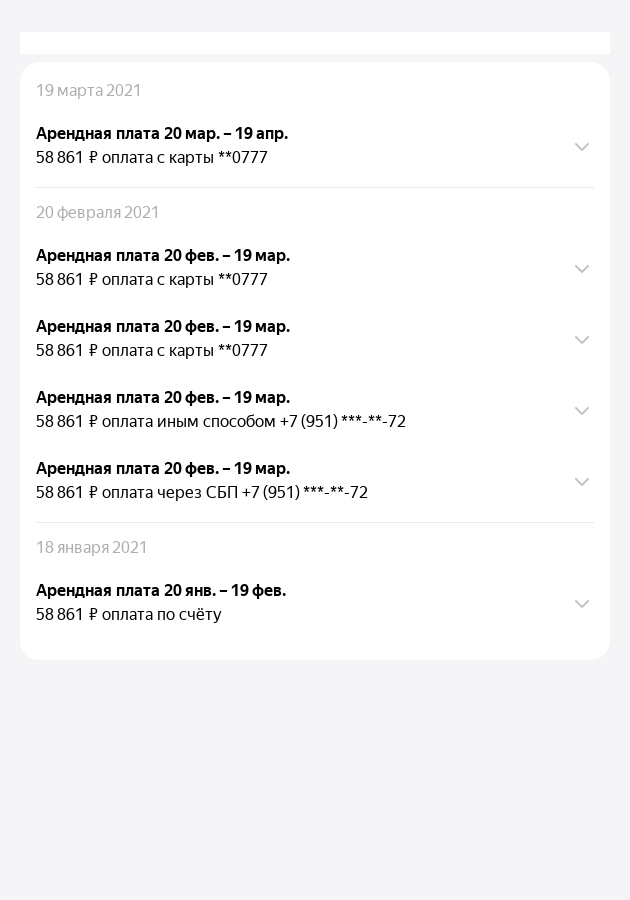 19 марта 2021
Арендная плата 20 мар. – 19 апр.
58 861 ₽ оплата с карты **0777
20 февраля 2021
Арендная плата 20 фев. – 19 мар.
58 861 ₽ оплата с карты **0777
Арендная плата 20 фев. – 19 мар.
58 861 ₽ оплата с карты **0777
Арендная плата 20 фев. – 19 мар.
58 861 ₽ оплата иным способом +7 (951) ***-**-72
Арендная плата 20 фев. – 19 мар.
58 861 ₽ оплата через СБП +7 (951) ***-**-72
18 января 2021
Арендная плата 20 янв. – 19 фев.
58 861 ₽ оплата по счёту